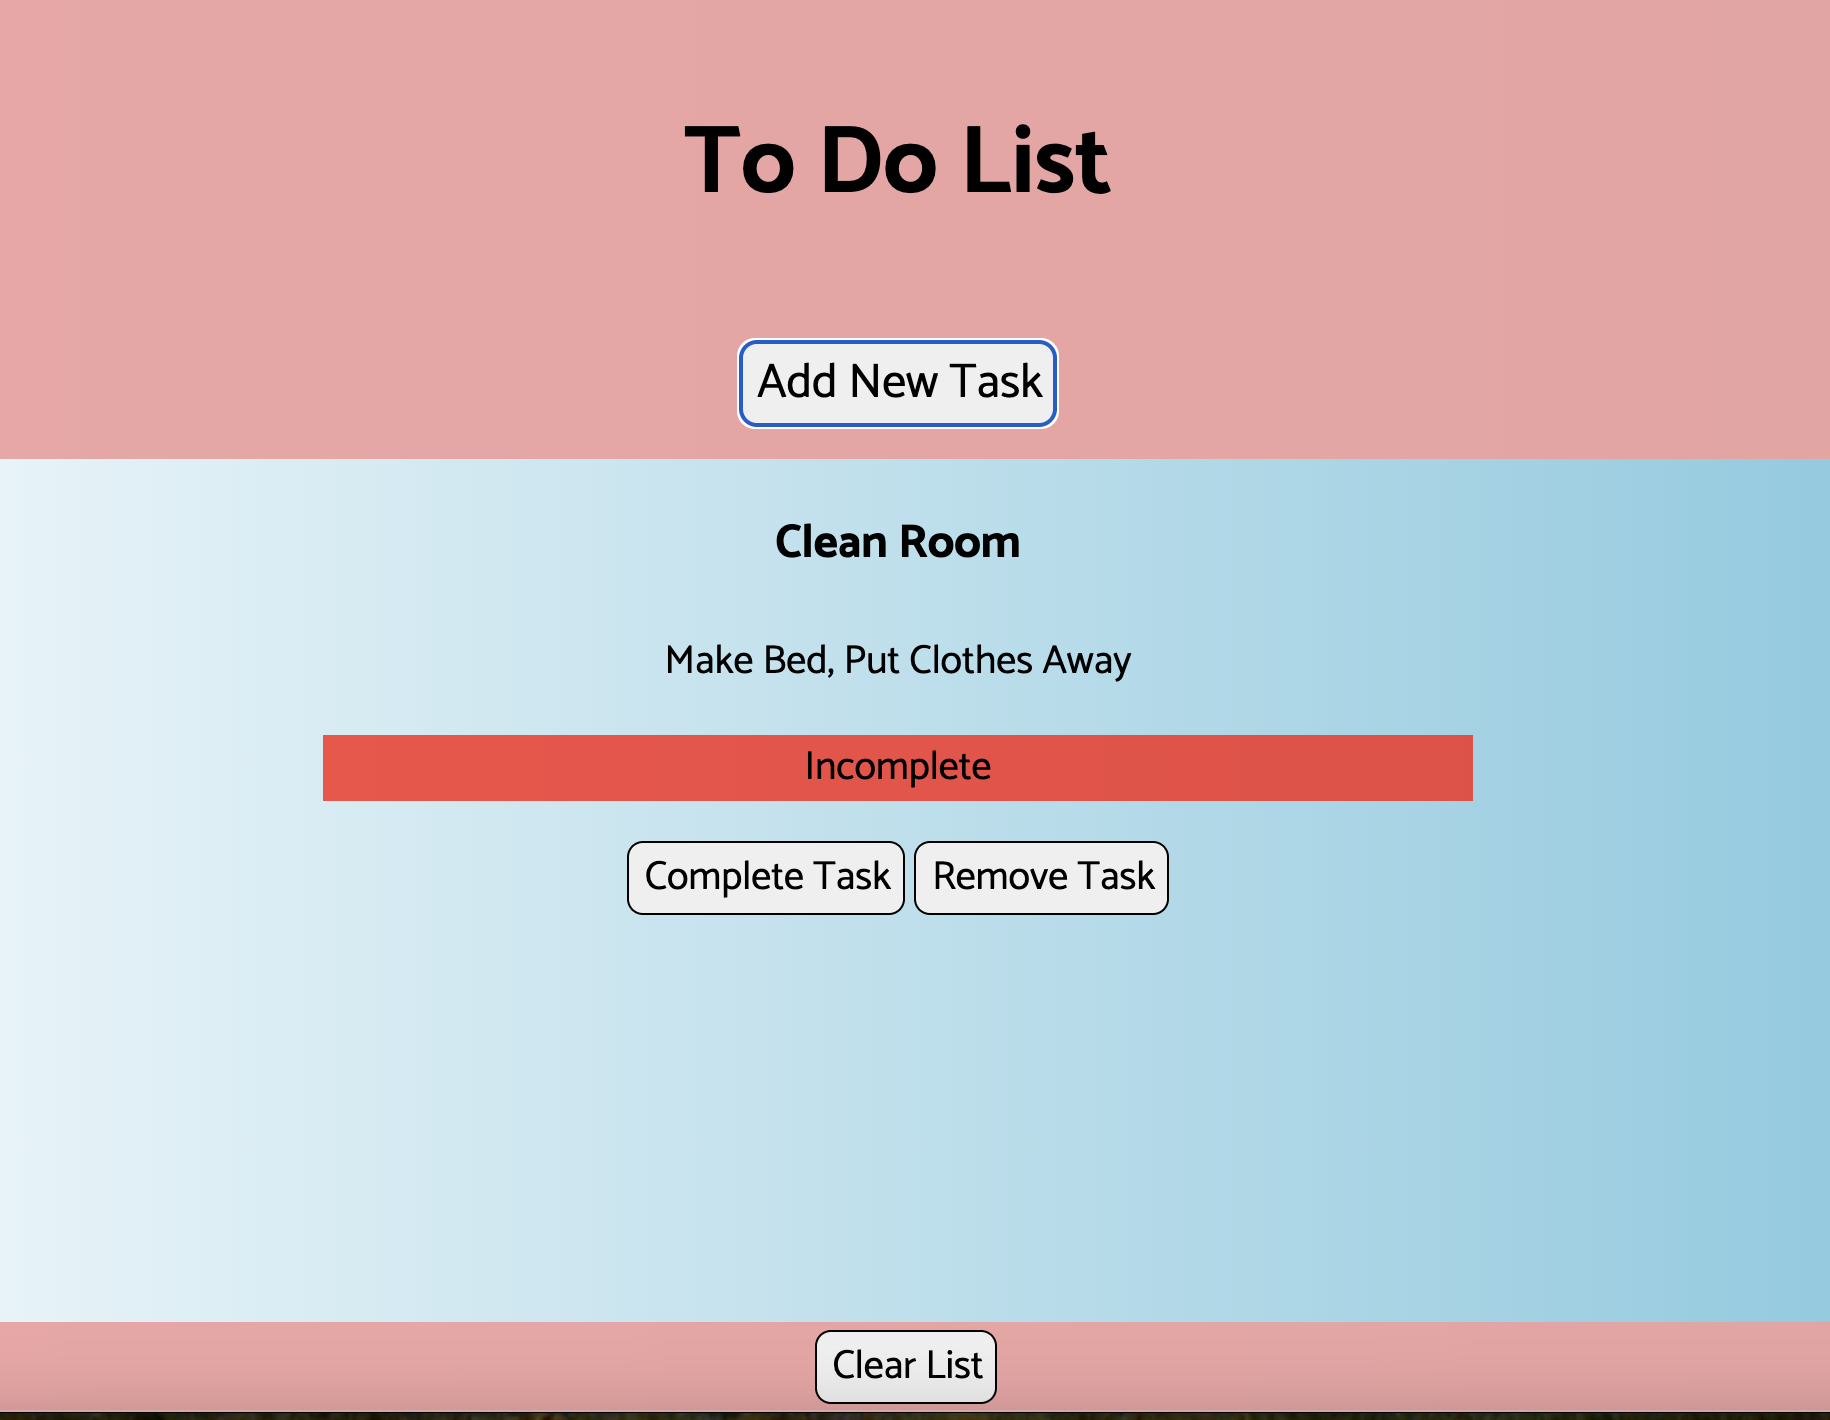 To Do List
Add New Task
Clean Room
Make Bed, Put Clothes Away
Incomplete
Complete Task Remove Task
Clear List